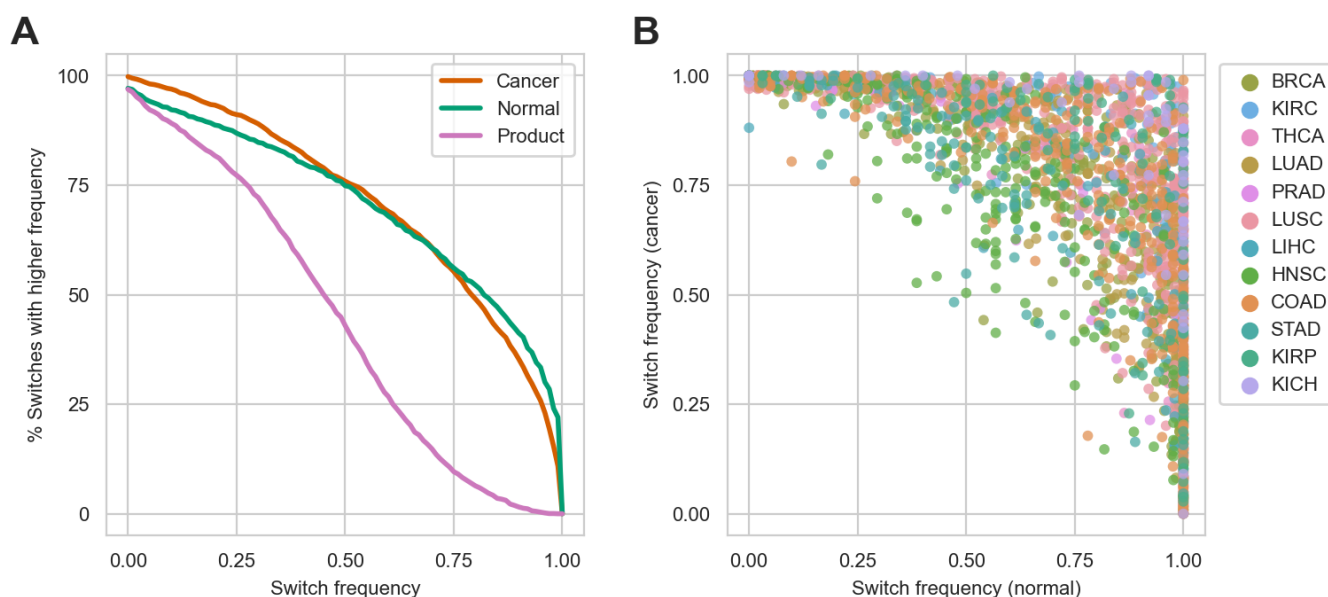 A
% Switches with higher frequency
100
75
50
25
0
0.00 0.25 0.50 0.75 1.00
Switch frequency
Cancer
Normal
Product
B
Switch frequency (cancer)
1.00
0.75
0.50
0.25
0.00
0.00 0.25 0.50 0.75 1.00
Switch frequency (normal)
BRCA
KIRC
THCA
LUAD
PRAD
LUSC
LIHC
HNSC
COAD
STAD
KIRP
KICH